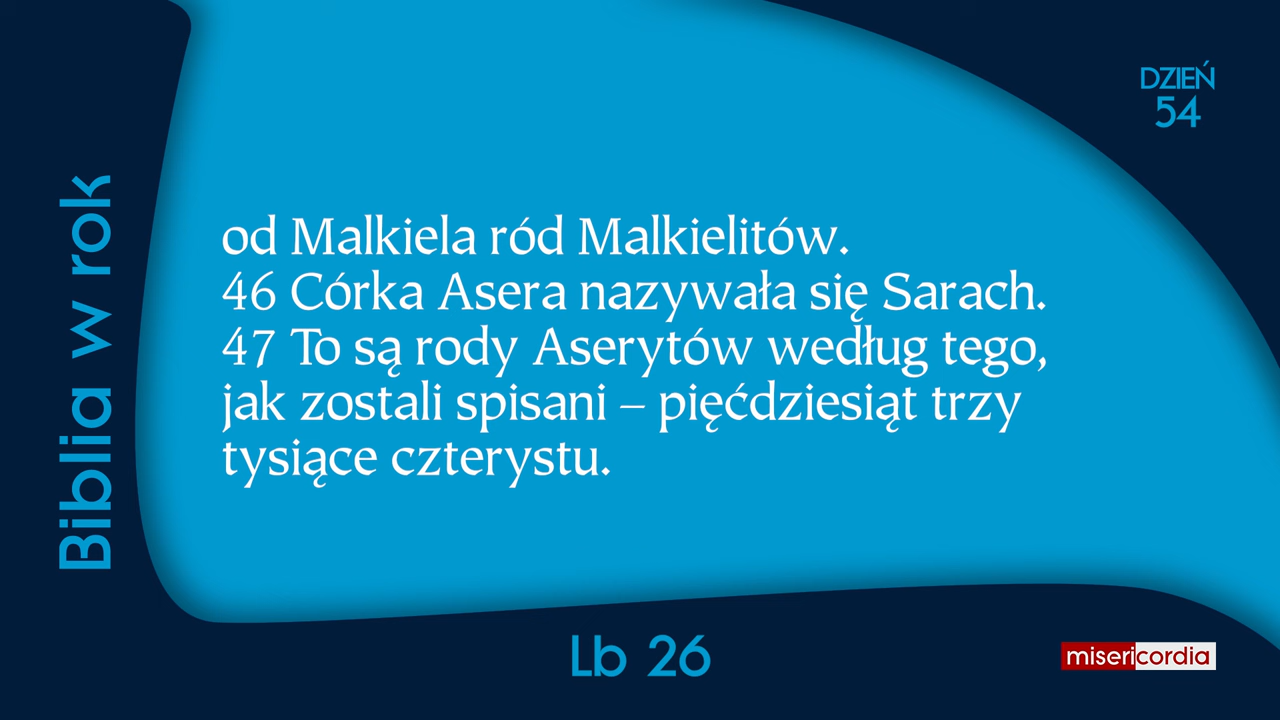 DZIEŃ
54
Biblia w rok
od Malkiela ród Malkielitów.
46 Córka Asera nazywała się Sarach.
47 To są rody Aserytów według tego,
jak zostali spisani – pięćdziesiąt trzy
tysiące czterystu.
Lb 26
misericordia